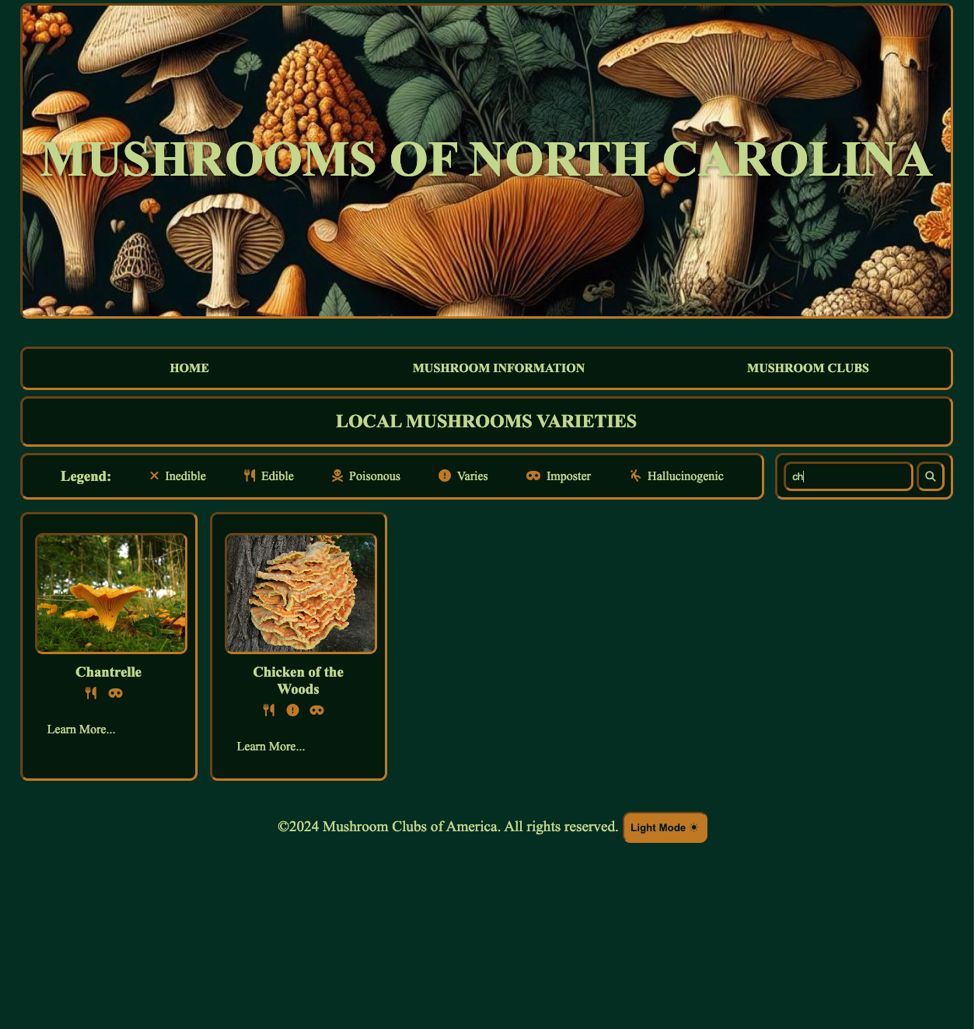 MUSHROOMS OF NORTH CAROLINA
HOME MUSHROOM INFORMATION MUSHROOM CLUBS
LOCAL MUSHROOMS VARIETIES
Legend: Inedible Edible Poisonous Varies Imposter Hallucinogenic
ch
Chantrelle
Learn More...
Chicken of the
Woods
Learn More...
©2024 Mushroom Clubs of America. All rights reserved. Light Mode ☀